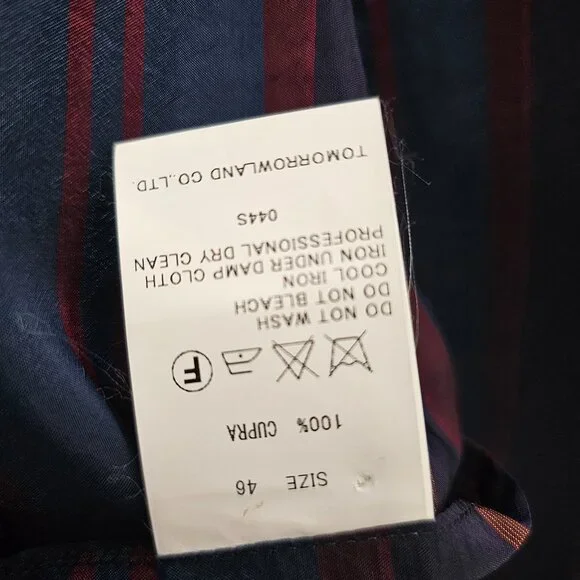 SIZE 46
100% CUPRA
F
DO NOT WASH
DO NOT BLEACH
COOL IRON
IRON UNDER DAMP CLOTH
PROFESSIONAL DRY CLEAN
044S
TOMORROWLAND CO.,LTD.